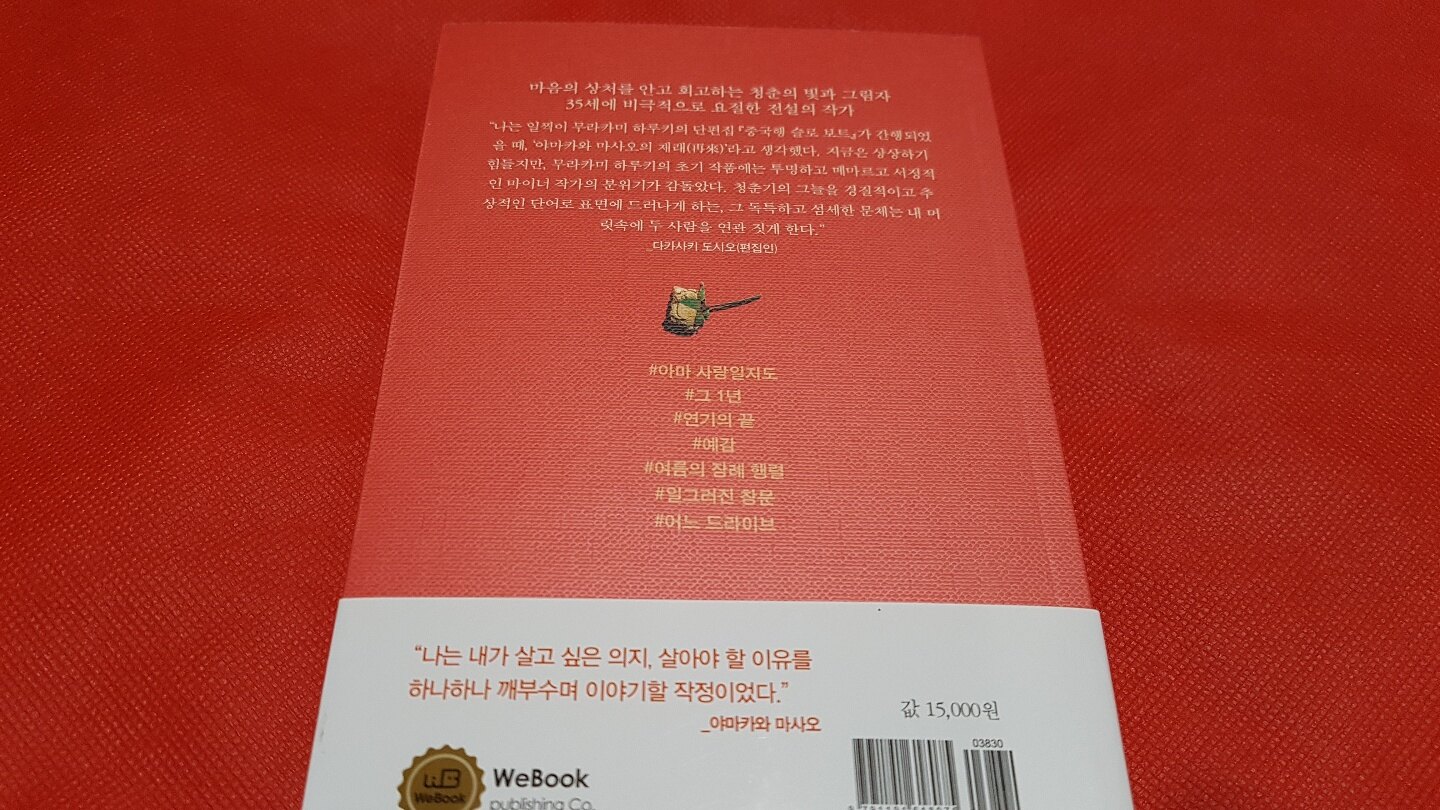 마음의 상처를 안고 회고하는 청춘의 빛과 그림자
35세에 비극적으로 요절한 전설의 작가
“나는 일찍이 무라카미 하루키의 단편집 『중국행 슬로 보트』가 간행되었
을 때, ‘야마카와 마사오의 재래(再來)’라고 생각했다. 지금은 상상하기
힘들지만, 무라카미 하루키의 초기 작품에는 투명하고 메마르고 서정적
인 마이너 작가의 분위기가 감돌았다. 청춘기의 그늘을 경질적이고 추
상적인 단어로 표면에 드러나게 하는, 그 독특하고 섬세한 문체는 내 머
릿속에 두 사람을 연관 짓게 한다.”
_다카사키 도시오(편집인)
#아마 사랑일지도
#그 1년
#연기의 끝
#예감
#여름의 장례 행렬
#일그러진 창문
#어느 드라이브
“나는 내가 살고 싶은 의지, 살아야 할 이유를
하나하나 깨부수며 이야기할 작정이었다.”
_야마카와 마사오
값 15,000원
03830
WB
WeBook
WeBook
publishing Co.